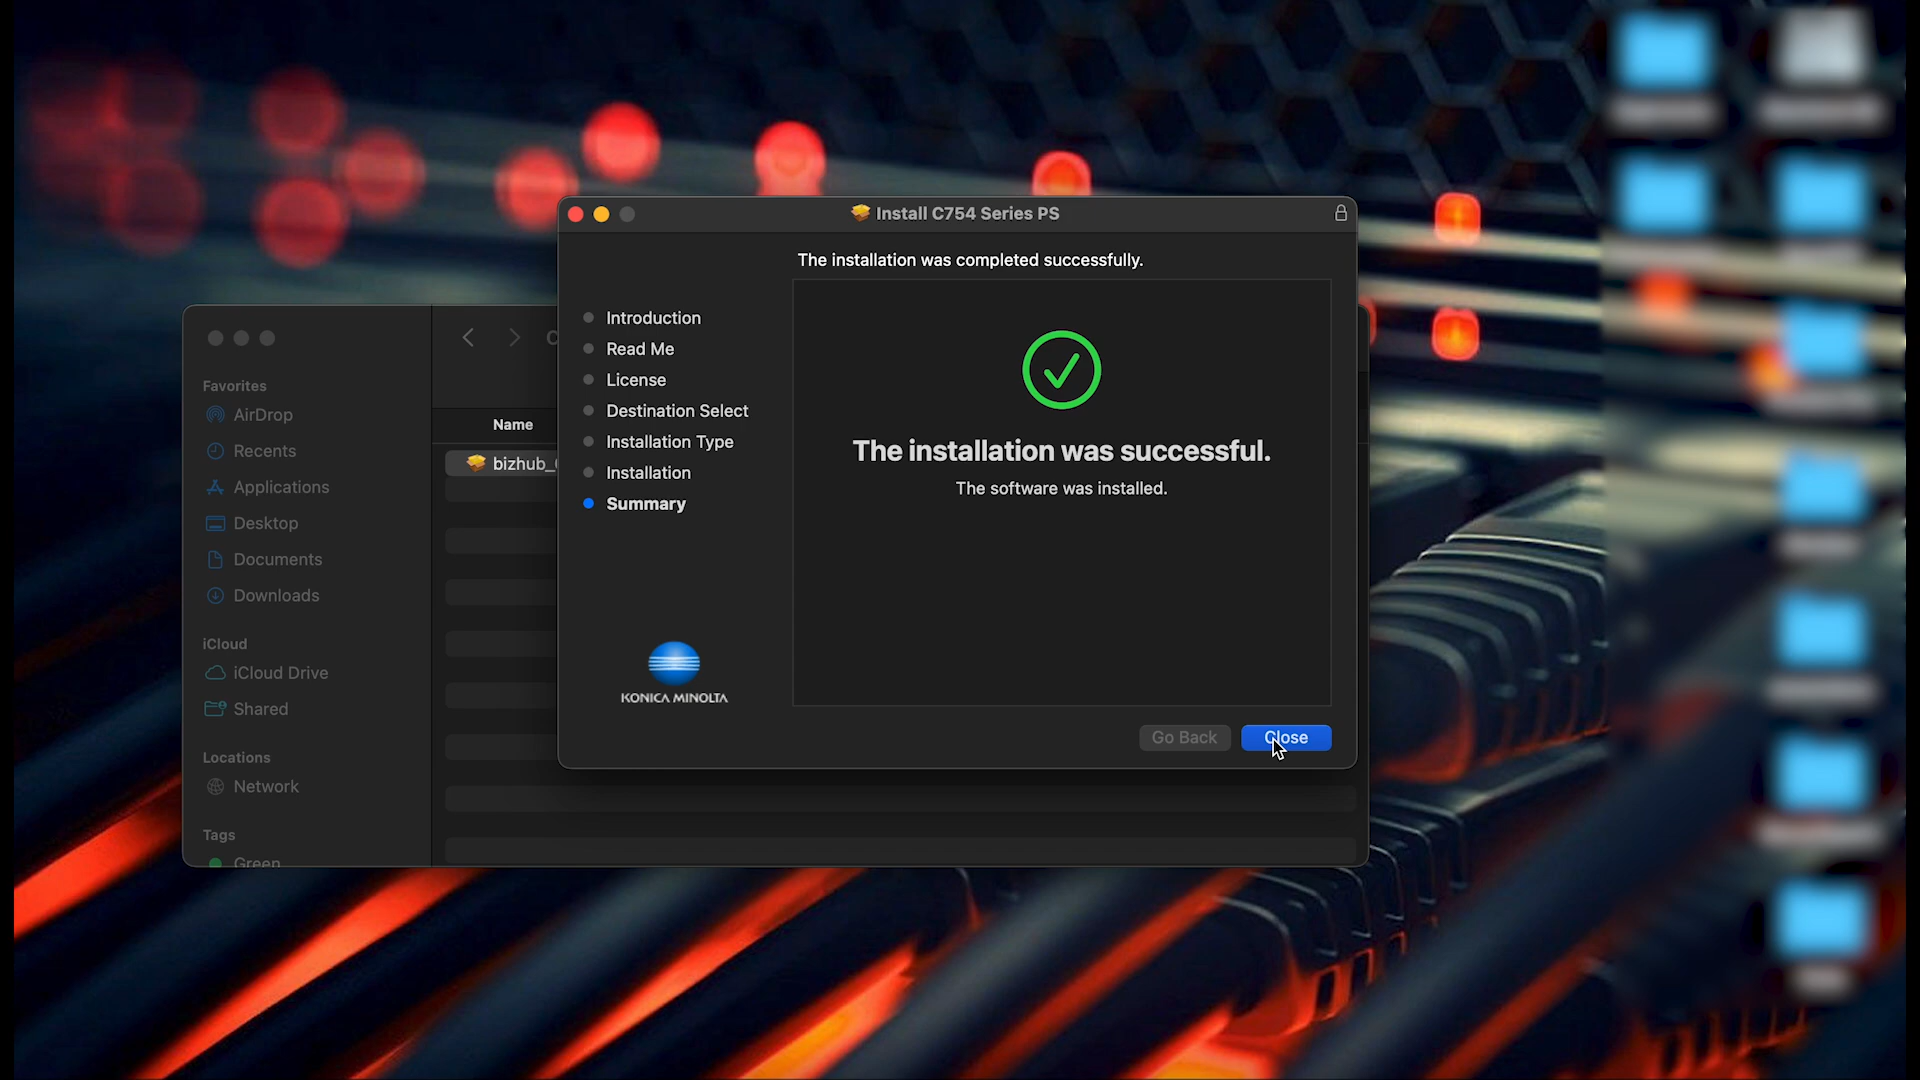 Install C754 Series PS
The installation was completed successfully.
Introduction
Read Me
License
Destination Select
Installation Type
Installation
Summary
The installation was successful.
The software was installed.
KONICA MINOLTA
Go Back
Close
Favorites
AirDrop
Recents
Applications
Desktop
Documents
Downloads
iCloud
iCloud Drive
Shared
Locations
Network
Tags
Green
Name
bizhub_